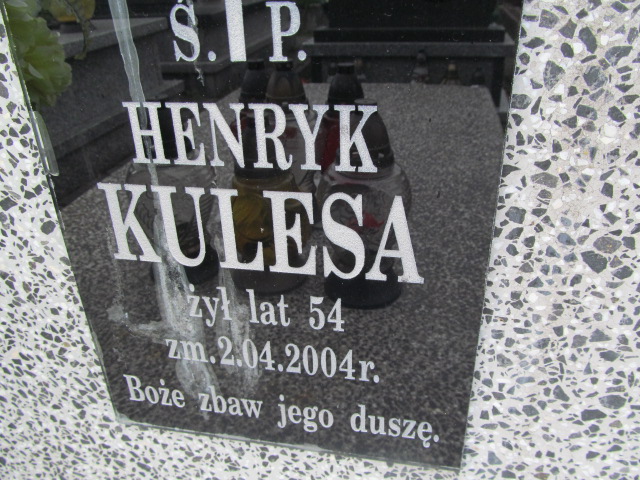 Ś. P.
HENRYK
KULESA
żył lat 54
zm.2.04.2004r.
Boże zbaw jego duszę.